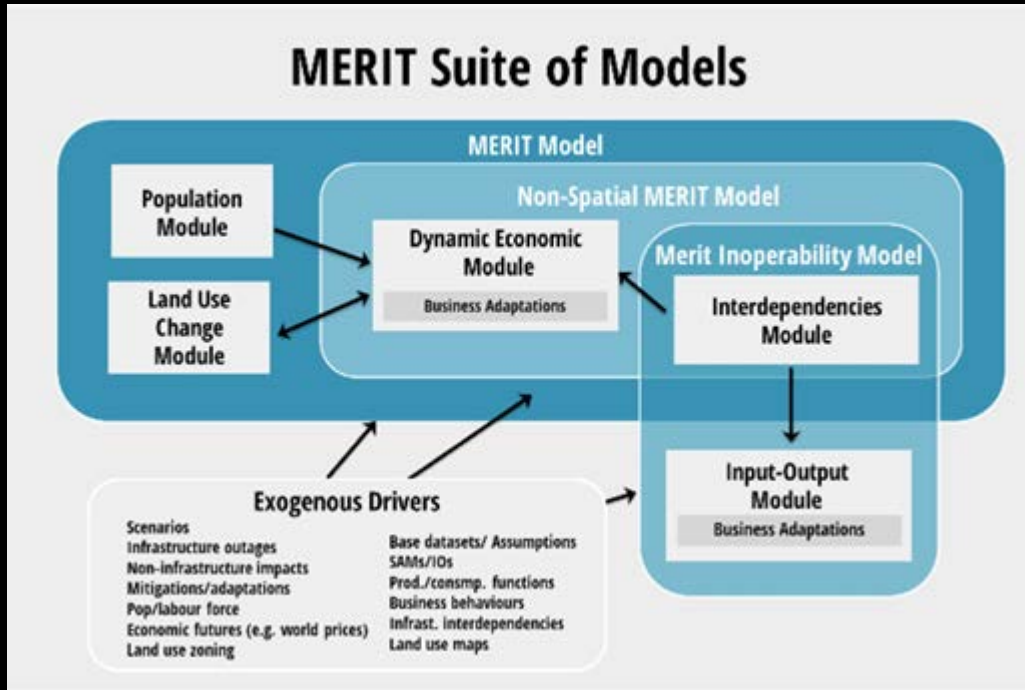 MERIT Suite of Models
MERIT Model
Non-Spatial MERIT Model
Merit Inoperability Model
Population
Module
Dynamic Economic
Module
Business Adaptations
Land Use
Change
Module
Interdependencies
Module
Input-Output
Module
Business Adaptations
Exogenous Drivers
Scenarios
Infrastructure outages
Non-infrastructure impacts
Mitigations/adaptations
Pop/labour force
Economic futures (e.g. world prices)
Land use zoning
Base datasets/ Assumptions
SAMs/IOs
Prod./consmp. functions
Business behaviours
Infrast. interdependencies
Land use maps